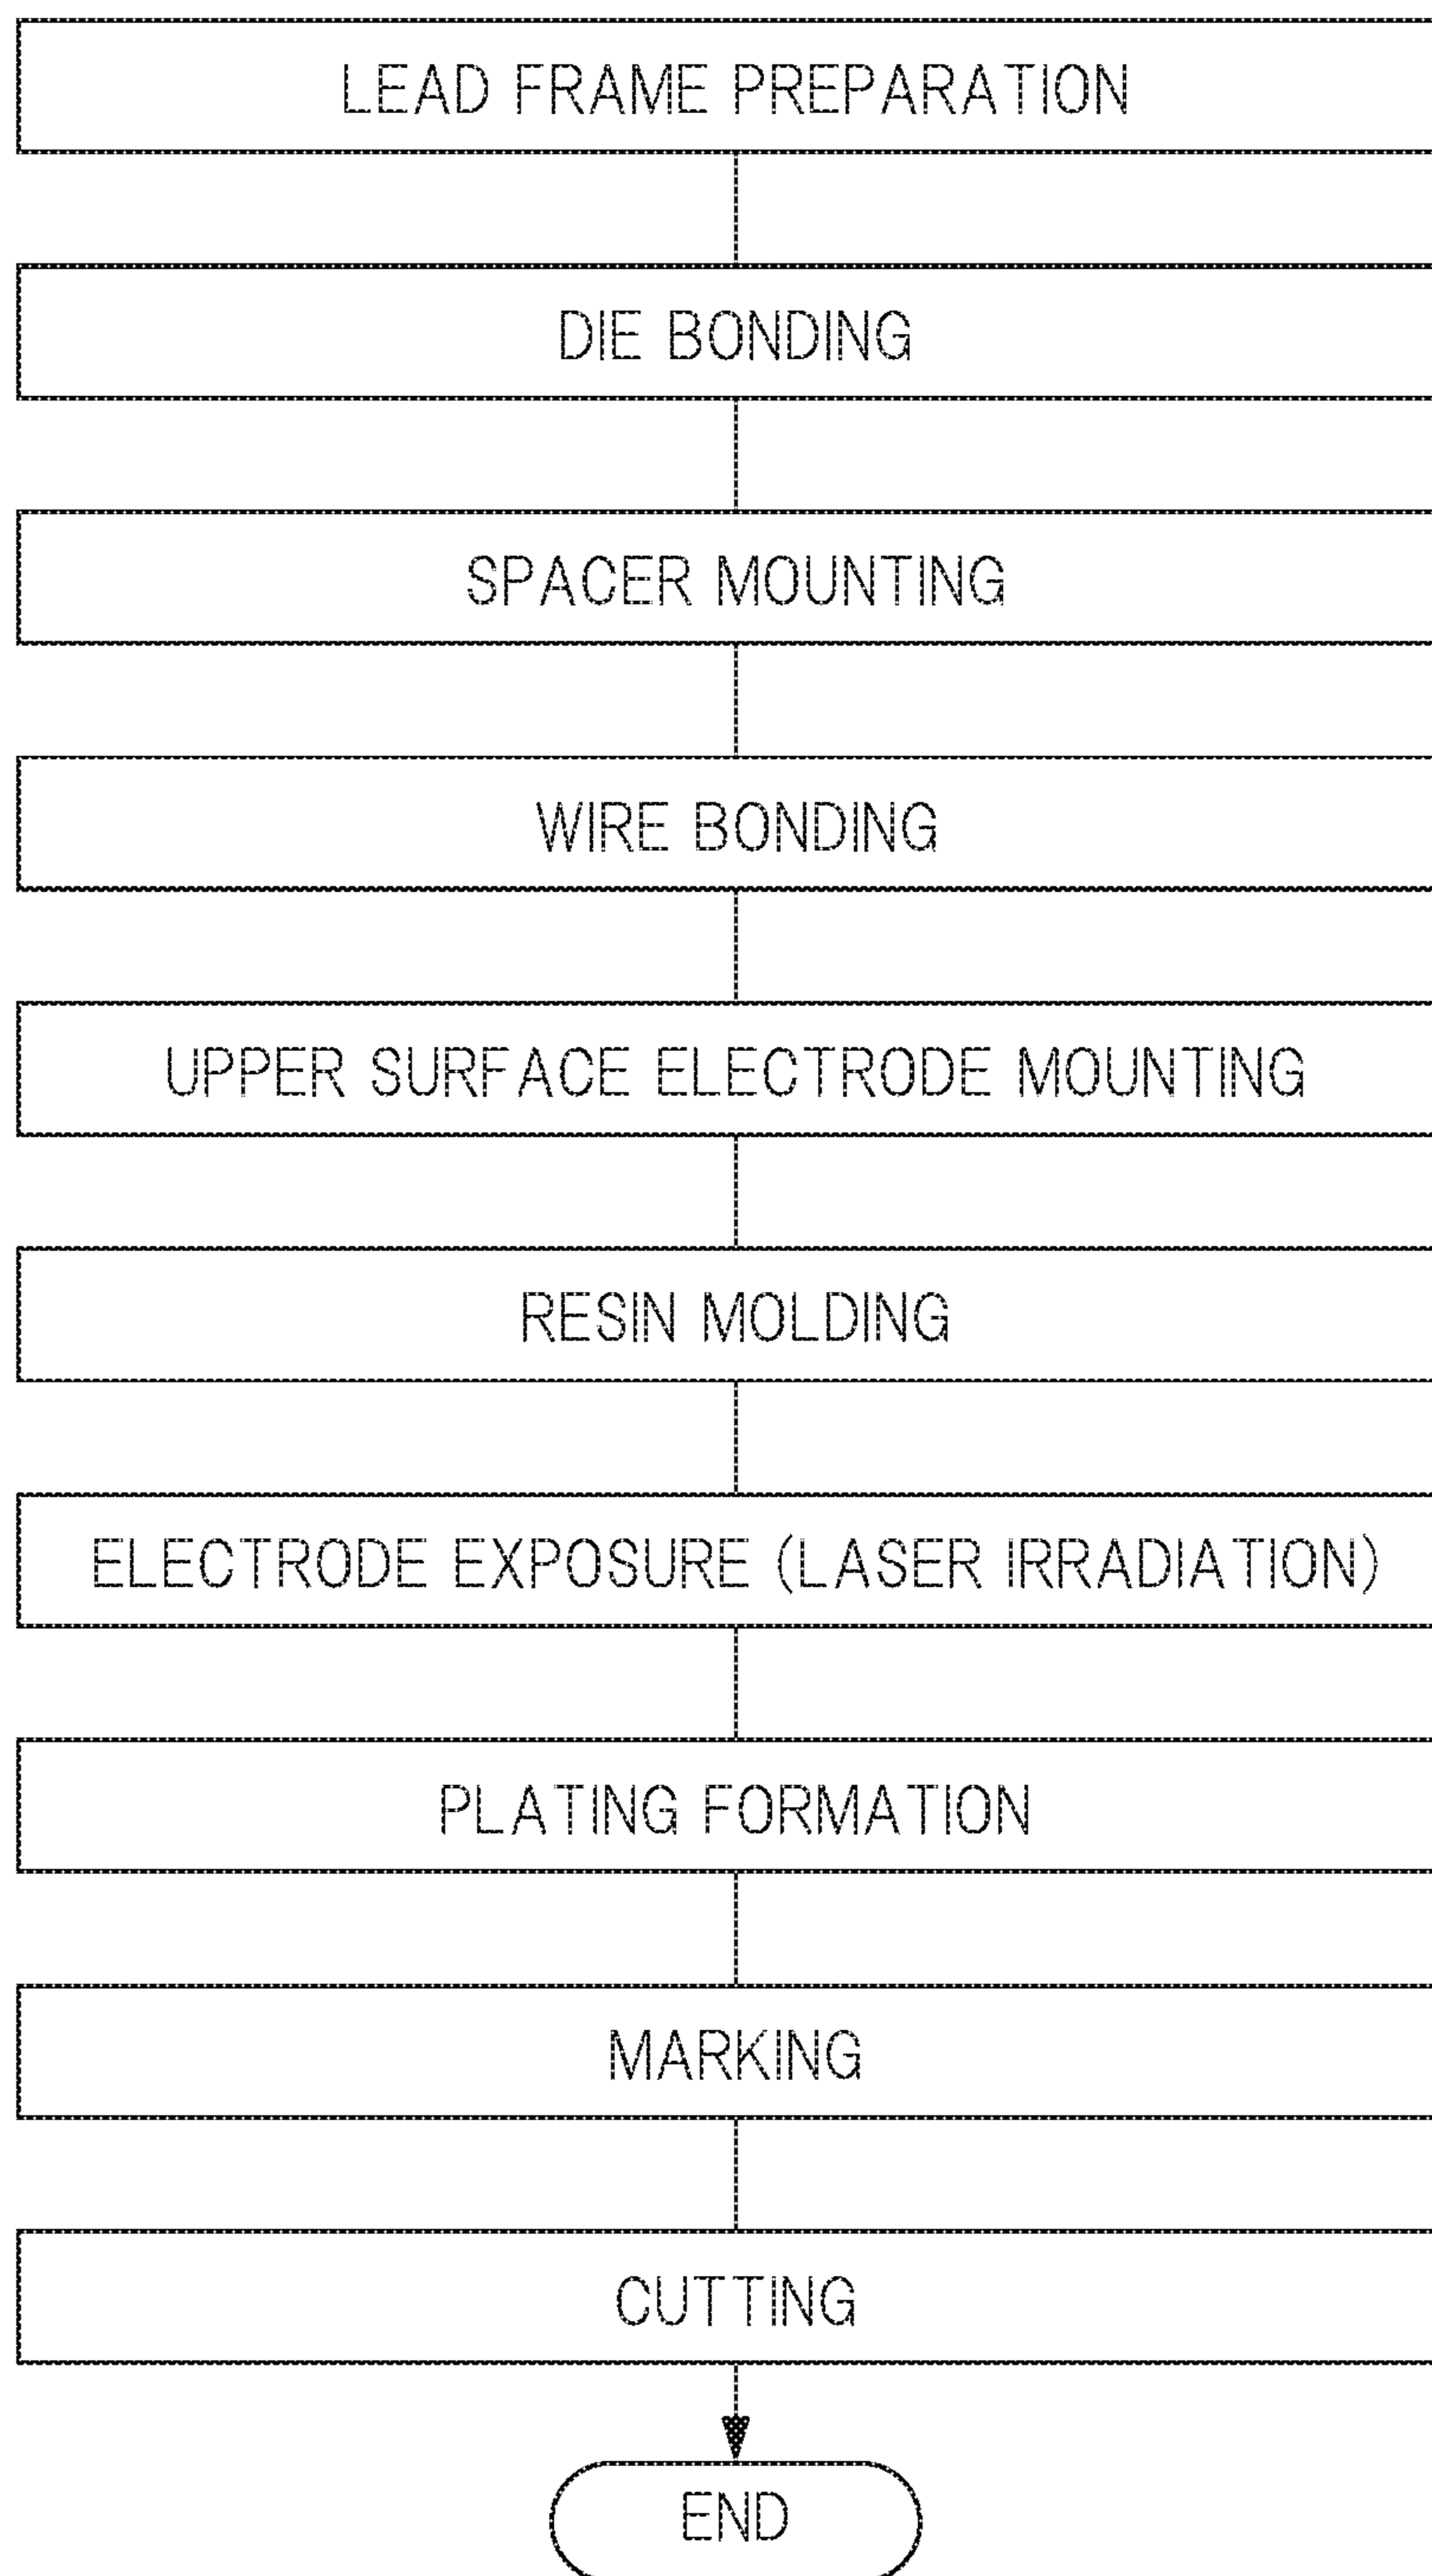 LEAD FRAME PREPARATION
DIE BONDING
SPACER MOUNTING
WIRE BONDING
UPPER SURFACE ELECTRODE MOUNTING
RESIN MOLDING
ELECTRODE EXPOSURE (LASER IRRADIATION)
PLATING FORMATION
MARKING
CUTTING
END